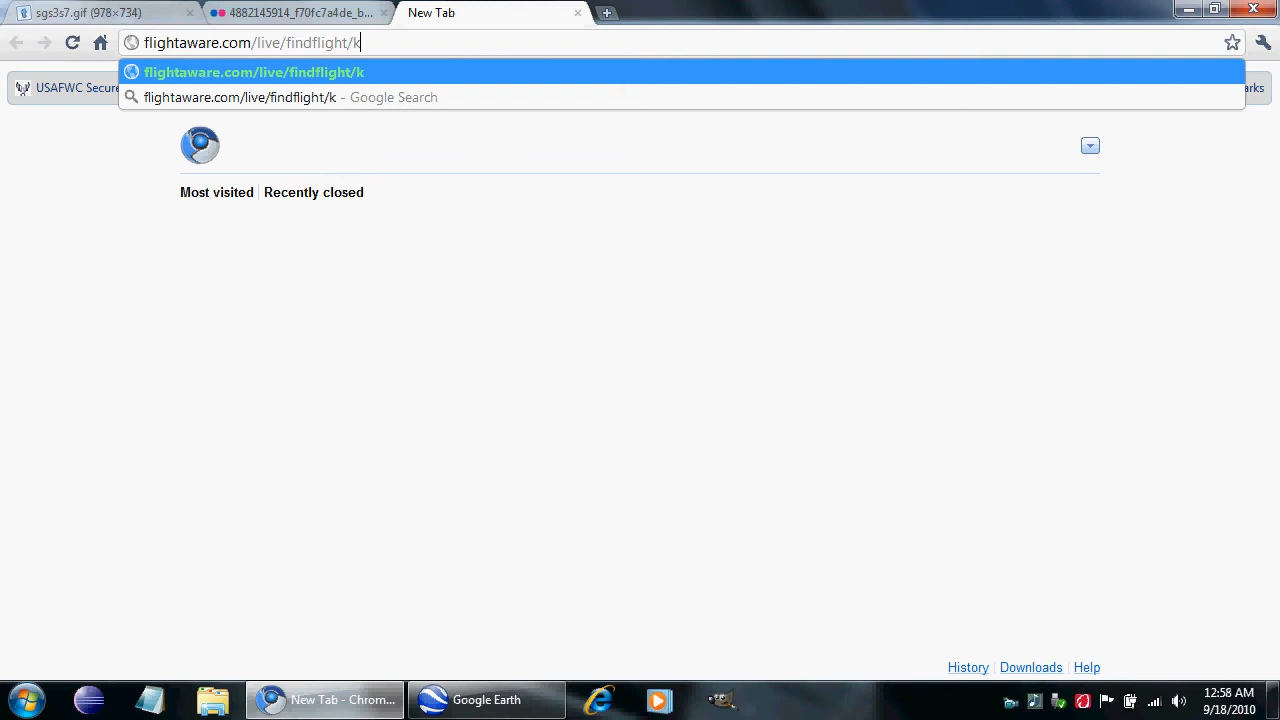 sgs3s7.gif (978×734)
4882145914_f70fc7a4de_b...
New Tab
flightaware.com/live/findflight/k
flightaware.com/live/findflight/k
flightaware.com/live/findflight/k - Google Search
USAFWC Secure
arks
Most visited
Recently closed
History
Downloads
Help
New Tab - Chrom...
Google Earth
12:58 AM
9/18/2010